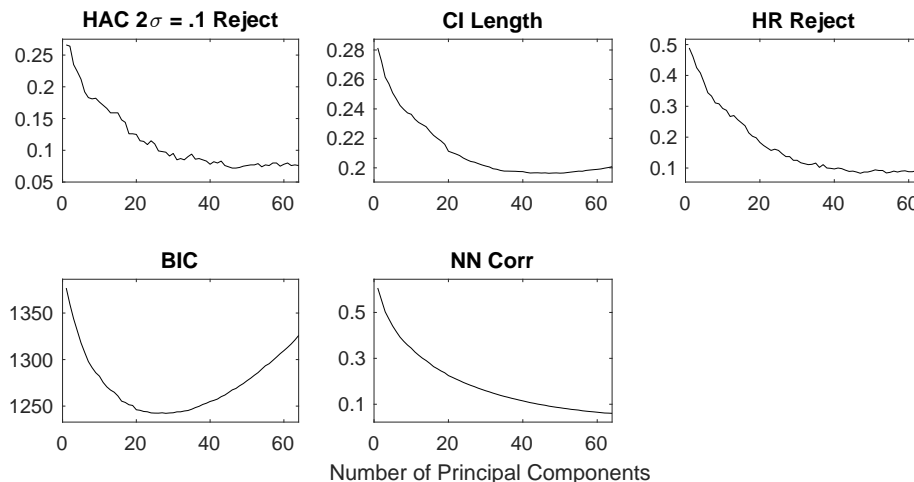 HAC 2σ = .1 Reject
0.25
0.2
0.15
0.1
0.05
0 20 40 60
CI Length
0.28
0.26
0.24
0.22
0.2
0 20 40 60
HR Reject
0.5
0.4
0.3
0.2
0.1
0 20 40 60
BIC
1350
1300
1250
0 20 40 60
NN Corr
0.5
0.3
0.1
0 20 40 60
Number of Principal Components